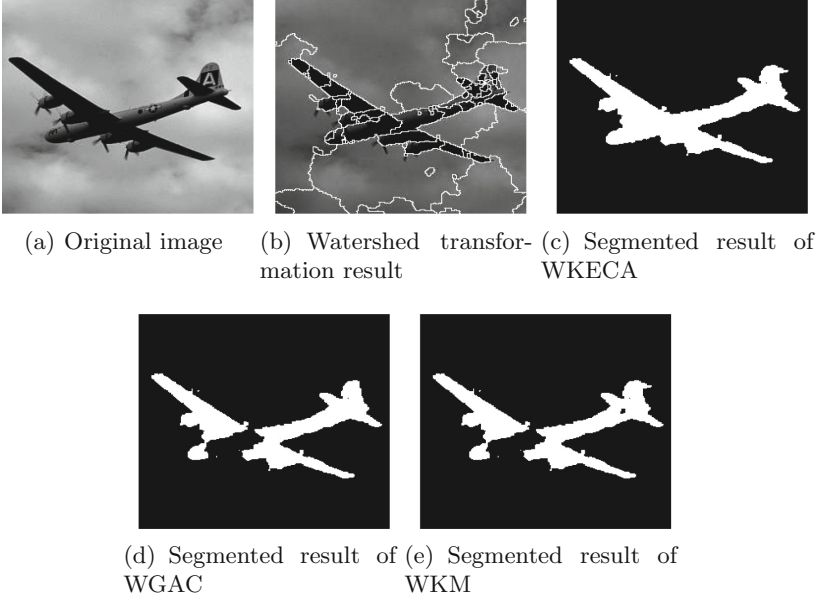 A
(a) Original image
(b) Watershed transfor-
mation result
(c) Segmented result of
WKECA
(d) Segmented result of
WGAC
(e) Segmented result of
WKM